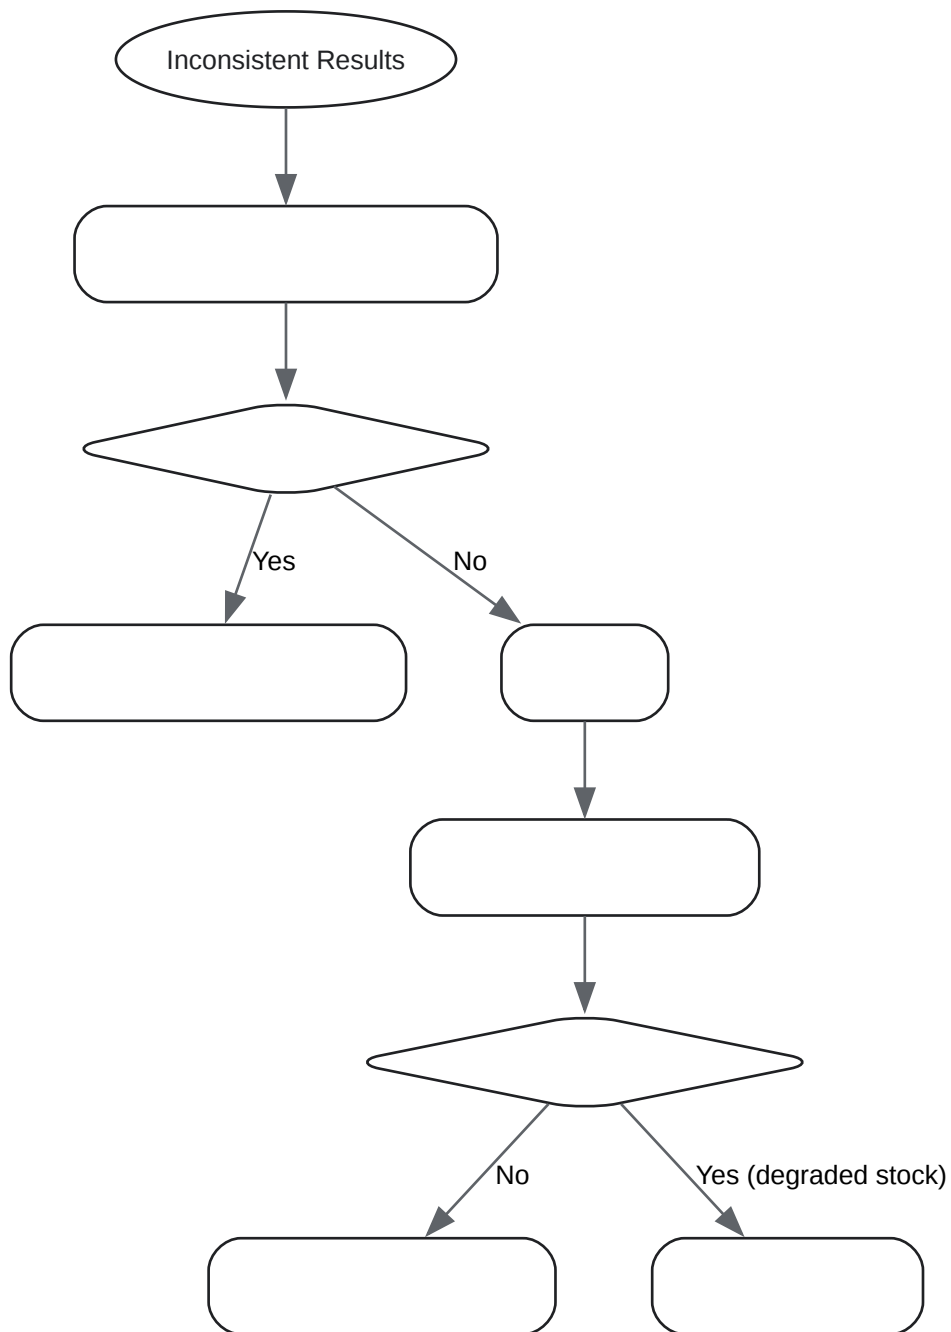 Inconsistent Results
Yes
No
No
Yes (degraded stock)